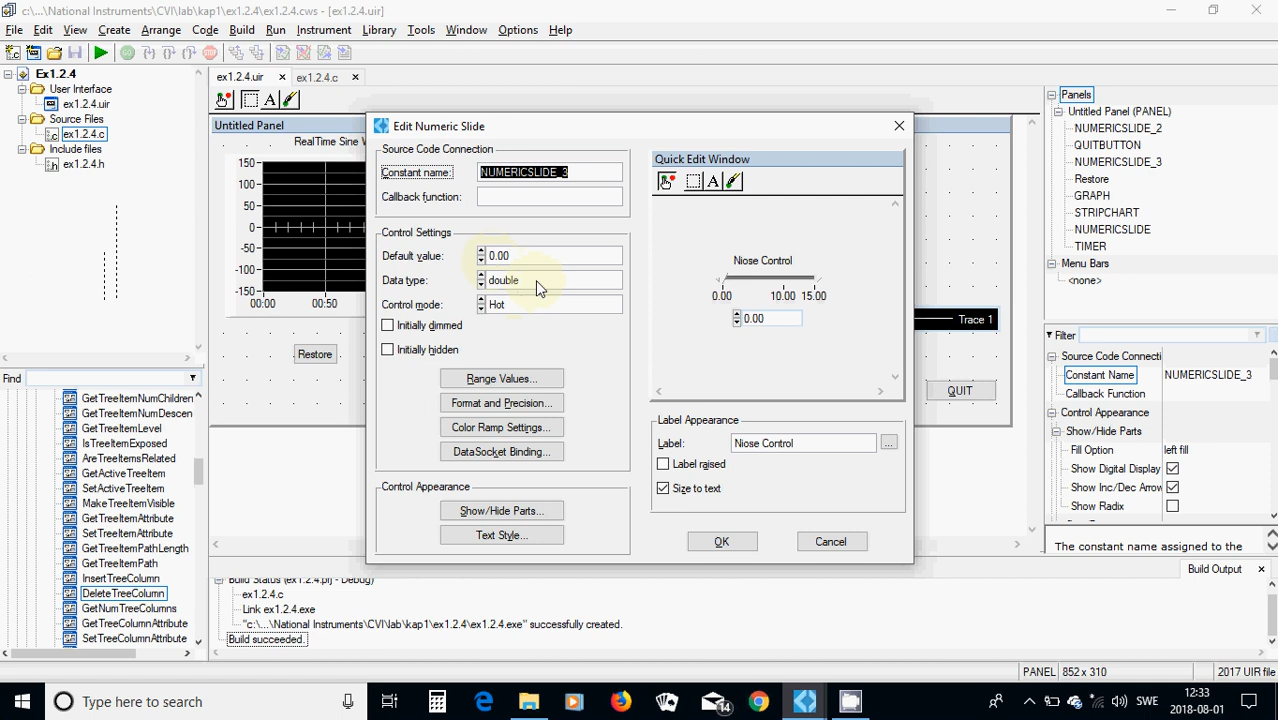 c:\...\National Instruments\CVI\lab\kap1\ex1.2.4\ex1.2.4.cws - [ex1.2.4.uir]
File Edit View Create Arrange Code Build Run Instrument Library Tools Window Options Help
Ex1.2.4
User Interface
ex1.2.4.uir
Source Files
ex1.2.4.c
Include files
ex1.2.4.h
Find
GetTreeItemNumChildren
GetTreeItemNumDescen
GetTreeItemLevel
IsTreeItemExposed
AreTreeItemsRelated
GetActiveTreeItem
SetActiveTreeItem
MakeTreeItemVisible
GetTreeItemAttribute
SetTreeItemAttribute
GetTreeItemPathLength
GetTreeItemPath
InsertTreeColumn
DeleteTreeColumn
GetNumTreeColumns
GetTreeColumnAttribute
SetTreeColumnAttribute
ex1.2.4.uir ex1.2.4.c
Untitled Panel
RealTime Sine W
150
100
50
0
-50
-100
-150
00:00 00:50
Restore
Trace 1
QUIT
Edit Numeric Slide
Source Code Connection
Constant name: NUMERICSLIDE_3
Callback function:
Control Settings
Default value: 0.00
Data type: double
Control mode: Hot
Initially dimmed
Initially hidden
Range Values...
Format and Precision...
Color Ramp Settings...
DataSocket Binding...
Control Appearance
Show/Hide Parts...
Text Style...
Quick Edit Window
Niose Control
0.00 10.00 15.00
0.00
Label Appearance
Label: Niose Control ...
Label raised
Size to text
OK Cancel
Panels
Untitled Panel (PANEL)
NUMERICSLIDE_2
QUITBUTTON
NUMERICSLIDE_3
Restore
GRAPH
STRIPCHART
NUMERICSLIDE
TIMER
Menu Bars
<none>
Filter
Source Code Connecti
Constant Name NUMERICSLIDE_3
Callback Function
Control Appearance
Show/Hide Parts
Fill Option left fill
Show Digital Display
Show Inc/Dec Arrow
Show Radix
The constant name assigned to the
Build Output
Build Status (ex1.2.4.prj - Debug)
ex1.2.4.c
Link ex1.2.4.exe
"c:\...\National Instruments\CVI\lab\kap1\ex1.2.4\ex1.2.4.exe" successfully created.
Build succeeded.
PANEL 852 x 310 2017 UIR file
Type here to search
14
SWE
12:33
2018-08-01